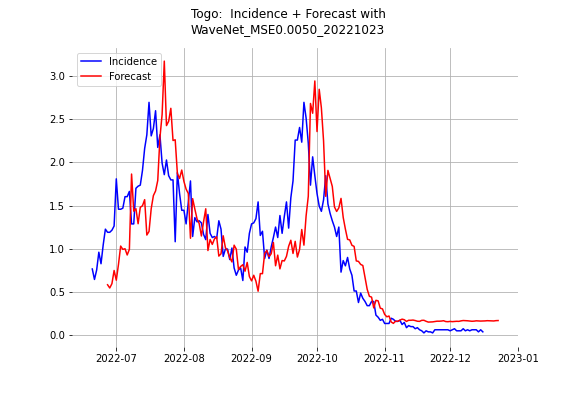 Togo:  Incidence + Forecast with
WaveNet_MSE0.0050_20221023
Incidence
Forecast
3.0
2.5
2.0
1.5
1.0
0.5
0.0
2022-07 2022-08 2022-09 2022-10 2022-11 2022-12 2023-01